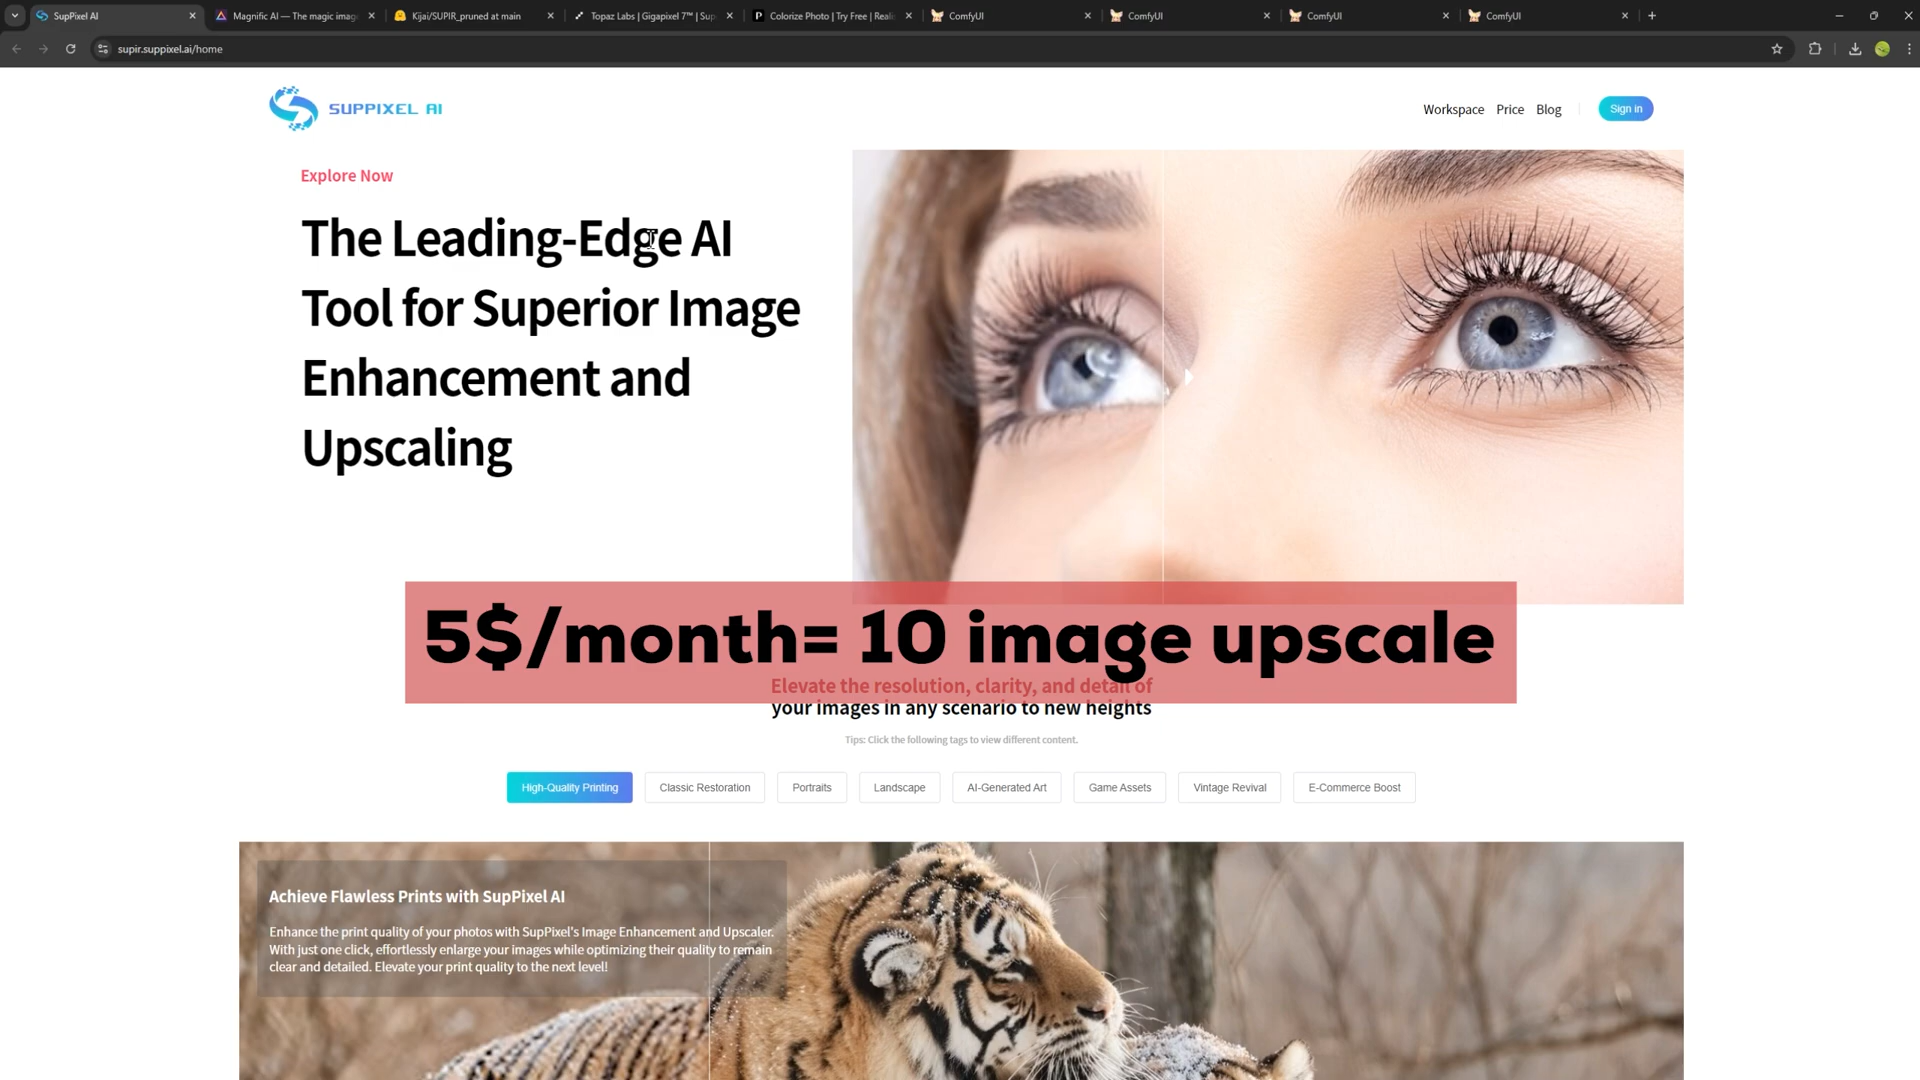 SupPixel AI
Magnific AI — The magic imag
Kijai/SUPIR_pruned at main
Topaz Labs | Gigapixel 7™ | Sup
Colorize Photo | Try Free | Reali
ComfyUI
ComfyUI
ComfyUI
ComfyUI
supir.suppixel.ai/home
SUPPIXEL AI
Workspace
Price
Blog
Sign in
Explore Now
The Leading-Edge AI
Tool for Superior Image
Enhancement and
Upscaling
5$/month= 10 image upscale
Elevate the resolution, clarity, and detail of
your images in any scenario to new heights
Tips: Click the following tags to view different content.
High-Quality Printing
Classic Restoration
Portraits
Landscape
AI-Generated Art
Game Assets
Vintage Revival
E-Commerce Boost
Achieve Flawless Prints with SupPixel AI
Enhance the print quality of your photos with SupPixel's Image Enhancement and Upscaler.
With just one click, effortlessly enlarge your images while optimizing their quality to remain
clear and detailed. Elevate your print quality to the next level!